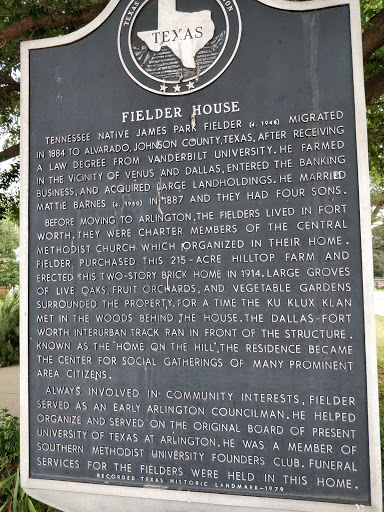 TEXAS
TEXAS
FIELDER HOUSE
TENNESSEE NATIVE JAMES PARK FIELDER (d. 1948) MIGRATED
IN 1884 TO ALVARADO, JOHNSON COUNTY, TEXAS, AFTER RECEIVING
A LAW DEGREE FROM VANDERBILT UNIVERSITY. HE FARMED
IN THE VICINITY OF VENUS AND DALLAS, ENTERED THE BANKING
BUSINESS, AND ACQUIRED LARGE LANDHOLDINGS. HE MARRIED
MATTIE BARNES (d. 1950) IN 1887 AND THEY HAD FOUR SONS.
BEFORE MOVING TO ARLINGTON, THE FIELDERS LIVED IN FORT
WORTH. THEY WERE CHARTER MEMBERS OF THE CENTRAL
METHODIST CHURCH WHICH ORGANIZED IN THEIR HOME.
FIELDER PURCHASED THIS 215-ACRE HILLTOP FARM AND
ERECTED THIS TWO-STORY BRICK HOME IN 1914. LARGE GROVES
OF LIVE OAKS, FRUIT ORCHARDS, AND VEGETABLE GARDENS
SURROUNDED THE PROPERTY. FOR A TIME THE KU KLUX KLAN
MET IN THE WOODS BEHIND THE HOUSE. THE DALLAS-FORT
WORTH INTERURBAN TRACK RAN IN FRONT OF THE STRUCTURE.
KNOWN AS THE "HOME ON THE HILL", THE RESIDENCE BECAME
THE CENTER FOR SOCIAL GATHERINGS OF MANY PROMINENT
AREA CITIZENS.
ALWAYS INVOLVED IN COMMUNITY INTERESTS, FIELDER
SERVED AS AN EARLY ARLINGTON COUNCILMAN. HE HELPED
ORGANIZE AND SERVED ON THE ORIGINAL BOARD OF PRESENT
UNIVERSITY OF TEXAS AT ARLINGTON. HE WAS A MEMBER OF
SOUTHERN METHODIST UNIVERSITY FOUNDERS CLUB. FUNERAL
SERVICES FOR THE FIELDERS WERE HELD IN THIS HOME.
RECORDED TEXAS HISTORIC LANDMARK-1979